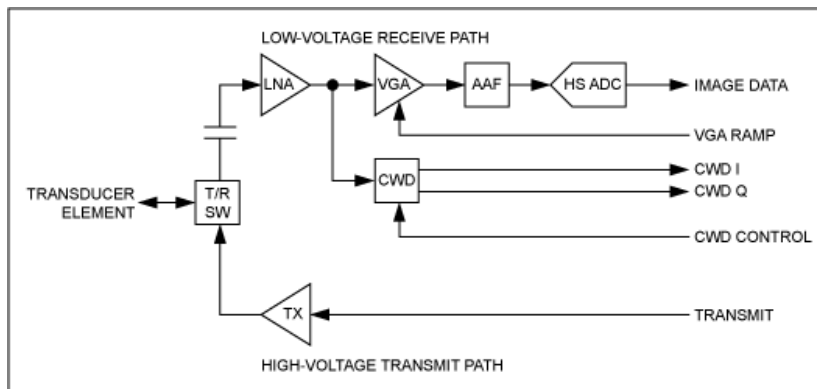 LOW-VOLTAGE RECEIVE PATH
LNA
VGA
AAF
HS ADC
IMAGE DATA
VGA RAMP
CWD
CWD I
CWD Q
TRANSDUCER
ELEMENT
T/R
SW
CWD CONTROL
TX
TRANSMIT
HIGH-VOLTAGE TRANSMIT PATH